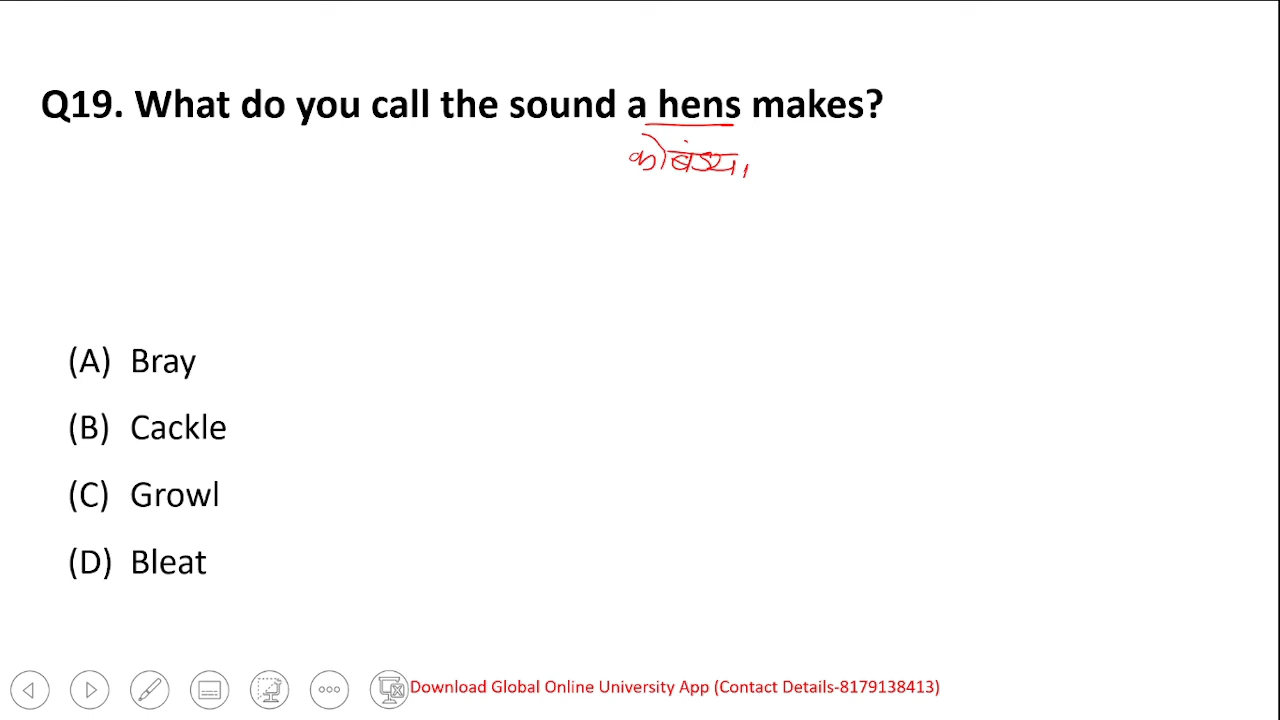 Q19. What do you call the sound a hens makes?
कोंबड्या,
(A) Bray
(B) Cackle
(C) Growl
(D) Bleat
Download Global Online University App (Contact Details-8179138413)